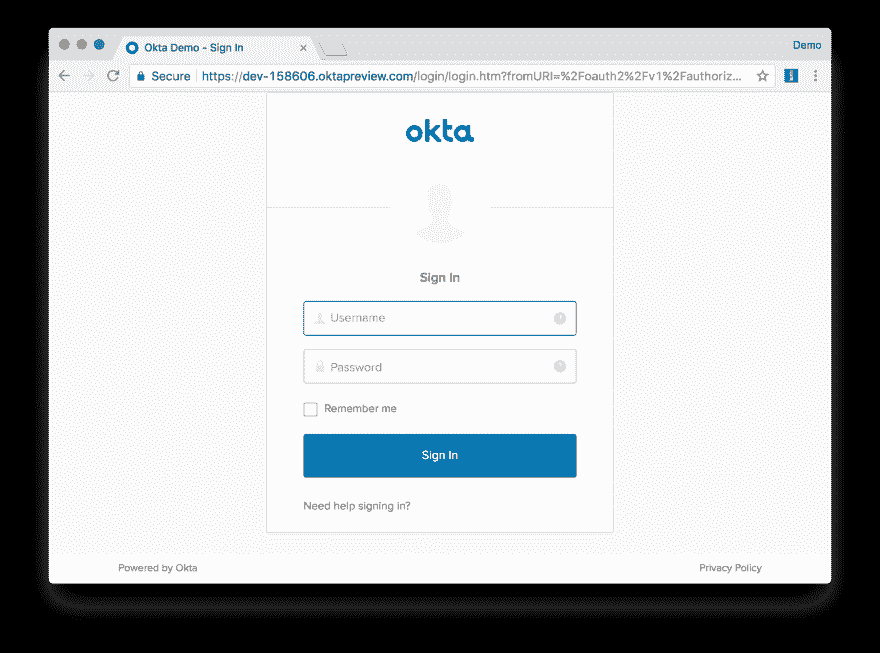 Okta Demo - Sign In
Demo
Secure
https://dev-158606.oktapreview.com/login/login.htm?fromURI=%2Foauth2%2Fv1%2Fauthoriz...
okta
Sign In
Username
Password
Remember me
Sign In
Need help signing in?
Powered by Okta
Privacy Policy